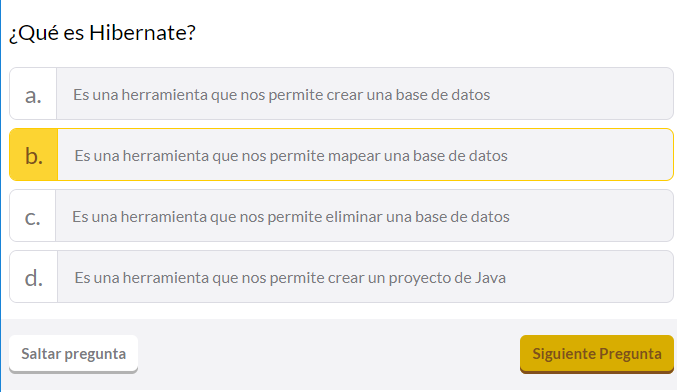 ¿Qué es Hibernate?
a. Es una herramienta que nos permite crear una base de datos
b. Es una herramienta que nos permite mapear una base de datos
c. Es una herramienta que nos permite eliminar una base de datos
d. Es una herramienta que nos permite crear un proyecto de Java
Saltar pregunta Siguiente Pregunta